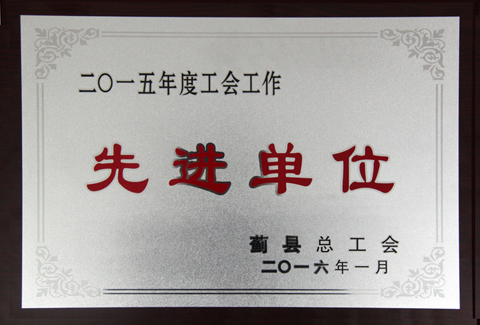 二〇一五年度工会工作
先进单位
蓟县总工会
二〇一六年一月